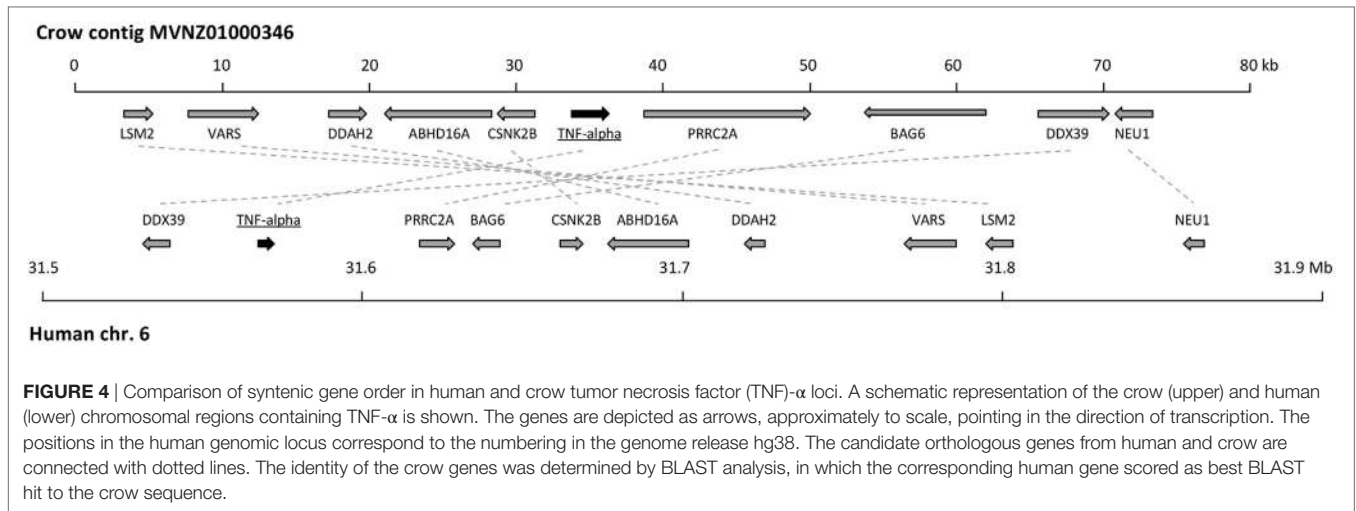 Crow contig MVNZ01000346
0 10 20 30 40 50 60 70 80 kb
LSM2 VARS DDAH2 ABHD16A CSNK2B TNF-alpha PRRC2A BAG6 DDX39 NEU1
DDX39 TNF-alpha PRRC2A BAG6 CSNK2B ABHD16A DDAH2 VARS LSM2 NEU1
31.5 31.6 31.7 31.8 31.9 Mb
Human chr. 6
FIGURE 4 | Comparison of syntenic gene order in human and crow tumor necrosis factor (TNF)-α loci. A schematic representation of the crow (upper) and human
(lower) chromosomal regions containing TNF-α is shown. The genes are depicted as arrows, approximately to scale, pointing in the direction of transcription. The
positions in the human genomic locus correspond to the numbering in the genome release hg38. The candidate orthologous genes from human and crow are
connected with dotted lines. The identity of the crow genes was determined by BLAST analysis, in which the corresponding human gene scored as best BLAST
hit to the crow sequence.